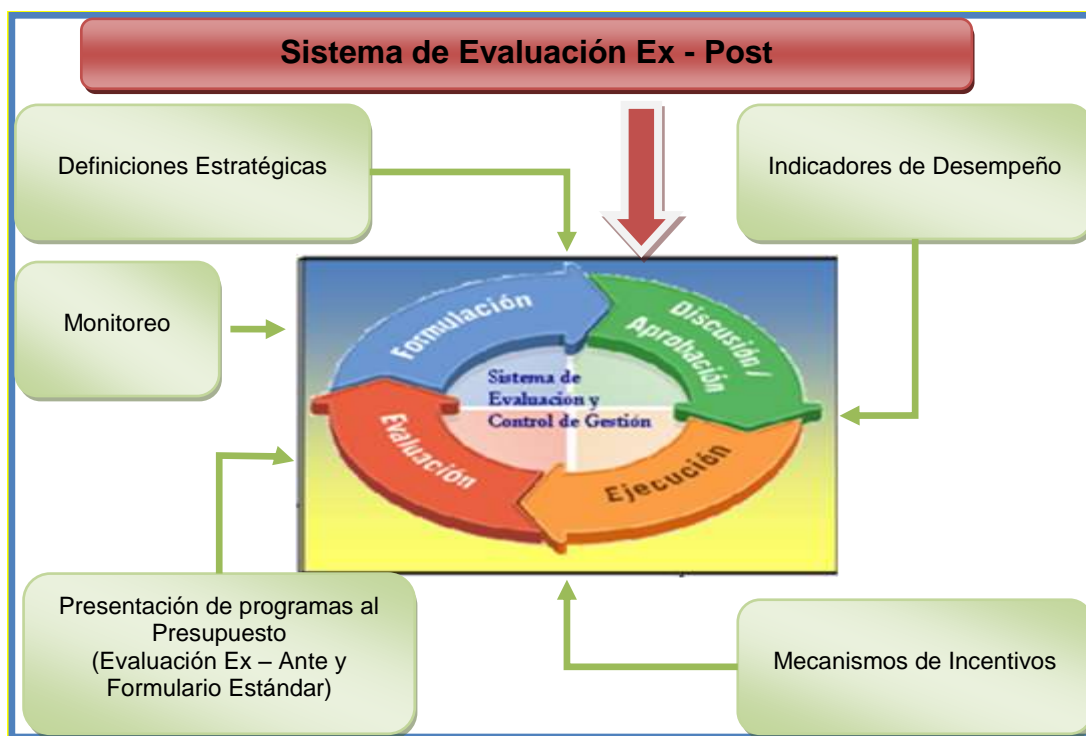 Sistema de Evaluación Ex - Post
Definiciones Estratégicas
Indicadores de Desempeño
Monitoreo
Formulación
Discusión /
Aprobación
Sistema de
Evaluacion y
Control de Gestión
Evaluación
Ejecución
Presentación de programas al
Presupuesto
(Evaluación Ex – Ante y
Formulario Estándar)
Mecanismos de Incentivos